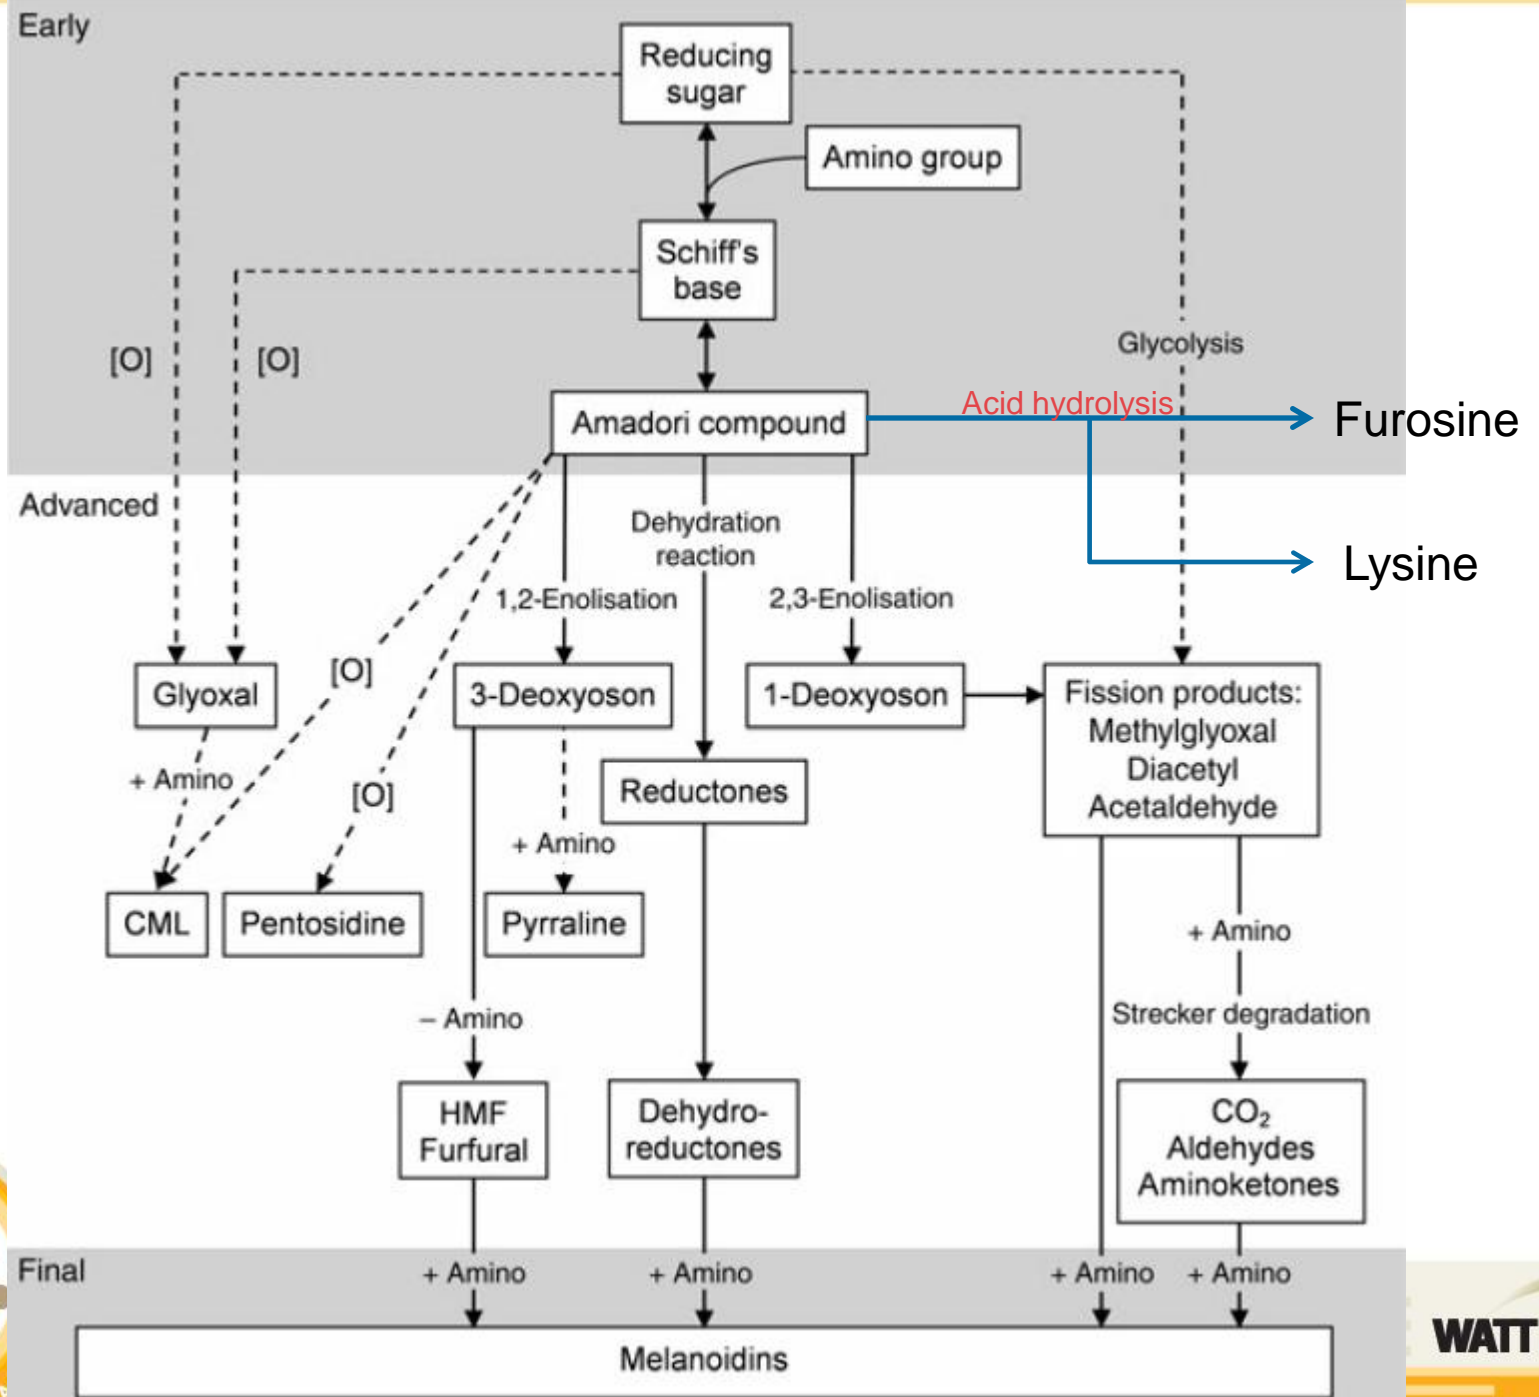 Early
Reducing
sugar
Amino group
Schiff's
base
[O]
[O]
Glycolysis
Acid hydrolysis
Amadori compound
Furosine
Advanced
Dehydration
reaction
Lysine
1,2-Enolisation
2,3-Enolisation
[O]
Glyoxal
3-Deoxyoson
1-Deoxyoson
Fission products:
Methylglyoxal
Diacetyl
Acetaldehyde
+ Amino
[O]
Reductones
+ Amino
CML
Pentosidine
Pyrraline
+ Amino
– Amino
Strecker degradation
HMF
Furfural
Dehydro-
reductones
CO₂
Aldehydes
Aminoketones
Final
+ Amino
+ Amino
+ Amino
+ Amino
WATT
Melanoidins